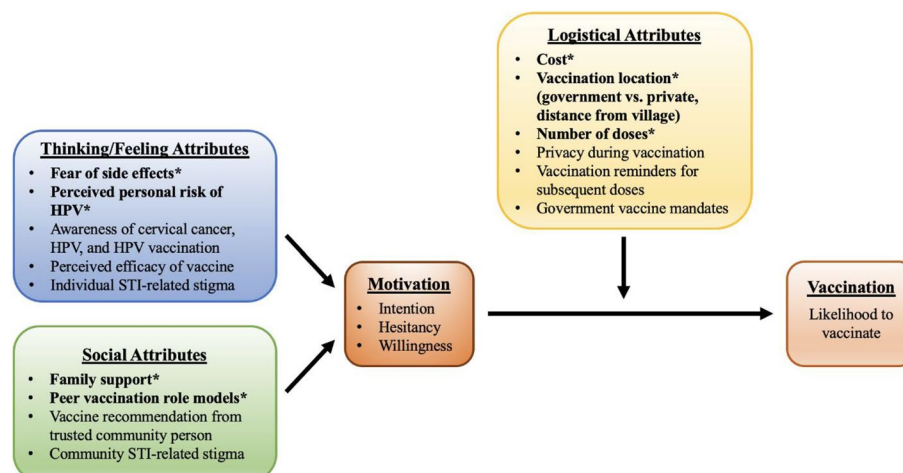 Logistical Attributes
• Cost*
• Vaccination location*
(government vs. private,
distance from village)
• Number of doses*
• Privacy during vaccination
• Vaccination reminders for
subsequent doses
• Government vaccine mandates
Thinking/Feeling Attributes
• Fear of side effects*
• Perceived personal risk of
HPV*
• Awareness of cervical cancer,
HPV, and HPV vaccination
• Perceived efficacy of vaccine
• Individual STI-related stigma
Motivation
• Intention
• Hesitancy
• Willingness
Vaccination
Likelihood to
vaccinate
Social Attributes
• Family support*
• Peer vaccination role models*
• Vaccine recommendation from
trusted community person
• Community STI-related stigma